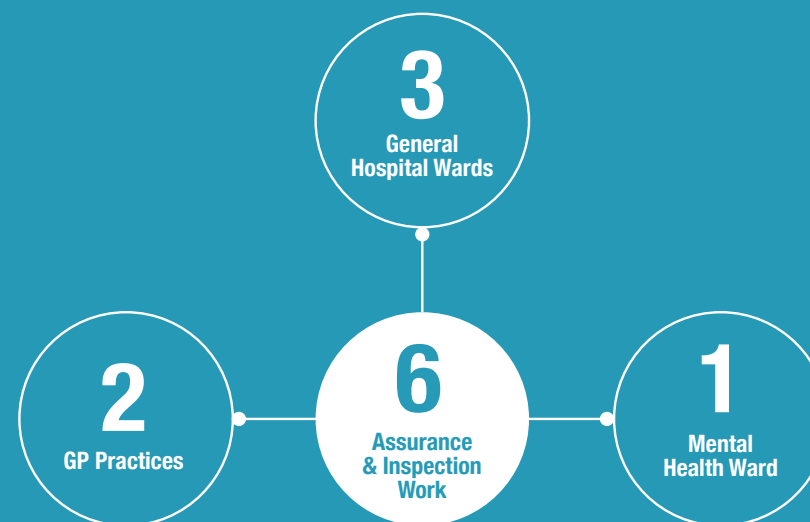 3
General
Hospital Wards
2
GP Practices
6
Assurance
& Inspection
Work
1
Mental
Health Ward